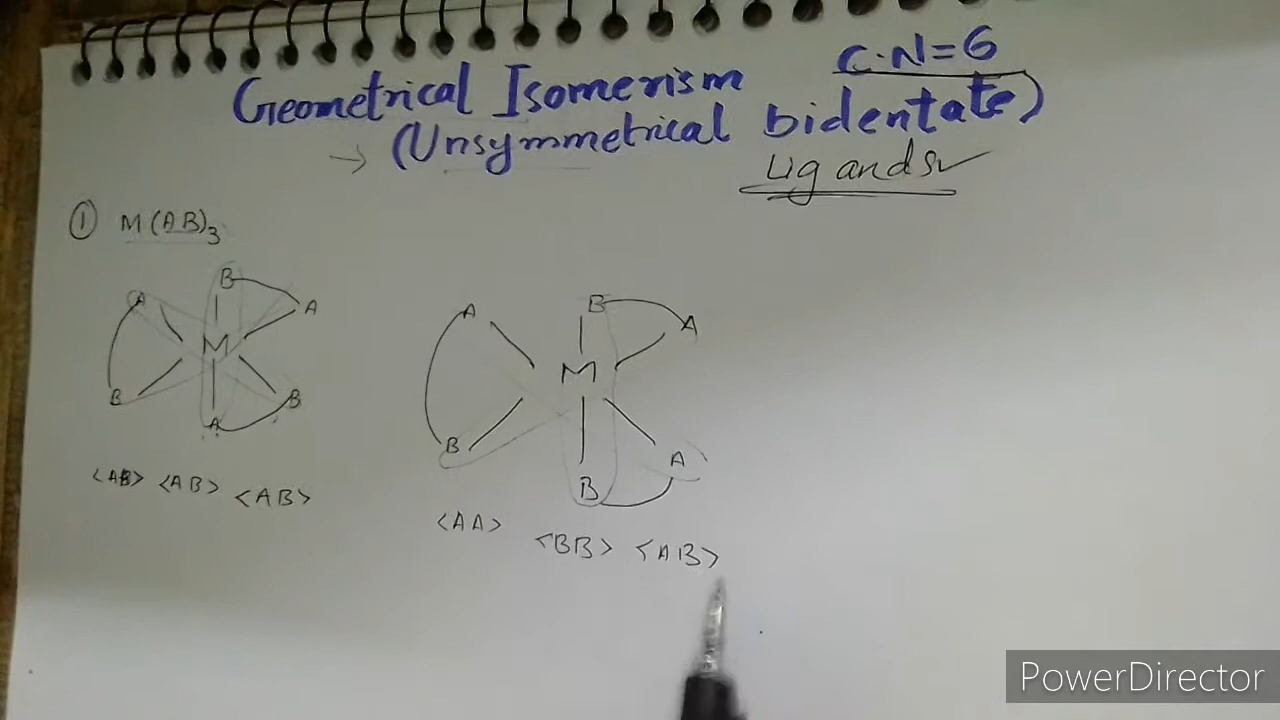 C.N=6
Geometrical Isomerism
→ (Unsymmetrical bidentate)
Ligands
① M(AB)3
B
A A
M
B B
A
<AB> <AB> <AB>
A B A
M
B A
B
<AA> <BB> <AB>
PowerDirector